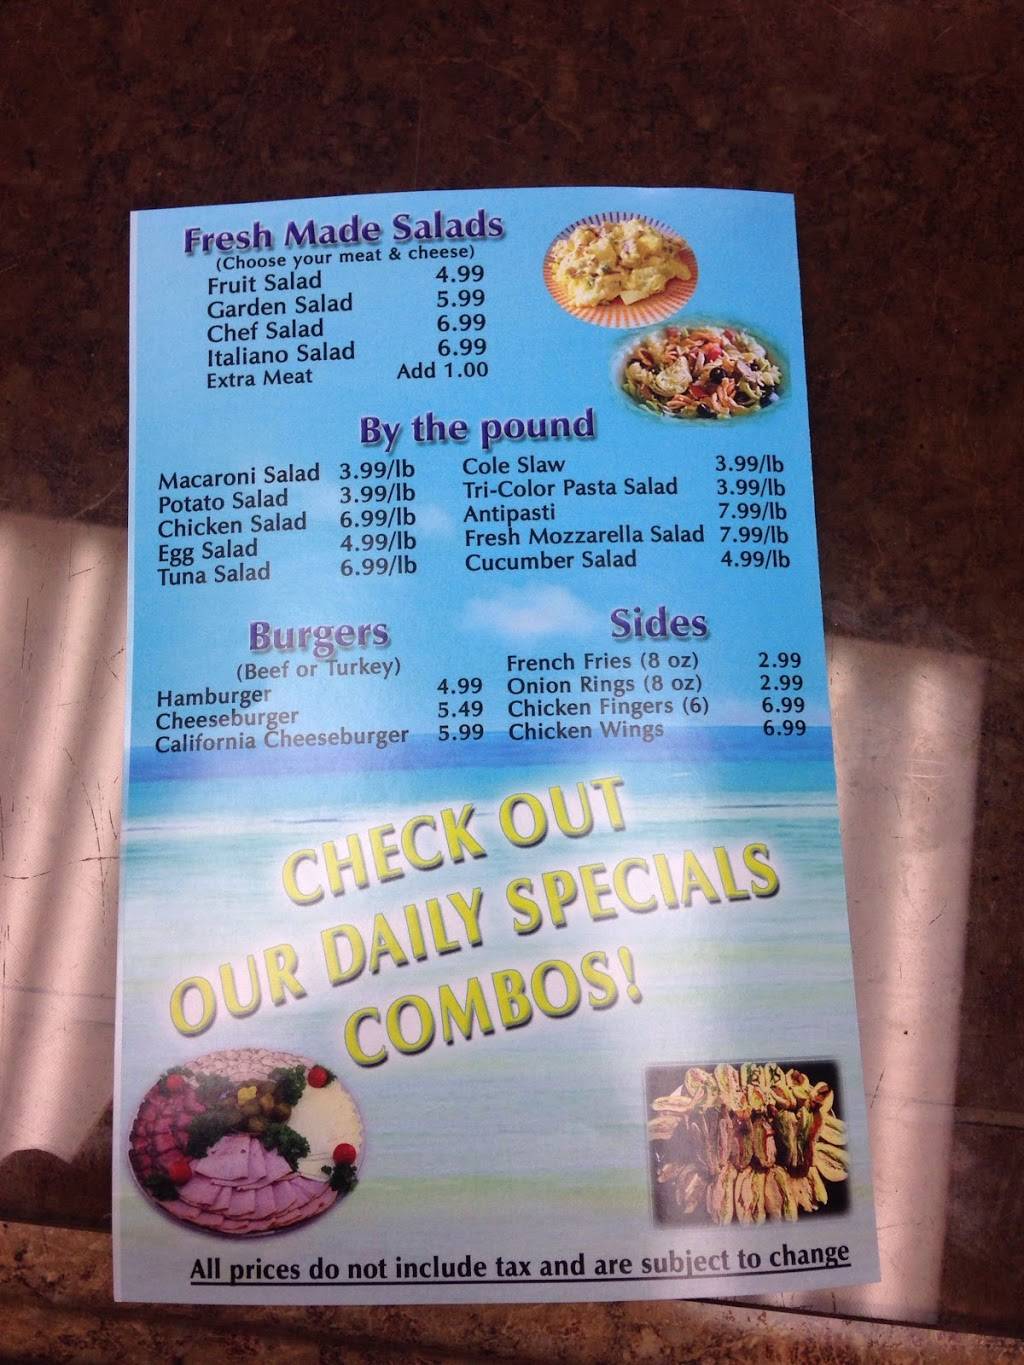 Fresh Made Salads
(Choose your meat & cheese)
Fruit Salad 4.99
Garden Salad 5.99
Chef Salad 6.99
Italiano Salad 6.99
Extra Meat Add 1.00
By the pound
Macaroni Salad 3.99/lb
Potato Salad 3.99/lb
Chicken Salad 6.99/lb
Egg Salad 4.99/lb
Tuna Salad 6.99/lb
Cole Slaw 3.99/lb
Tri-Color Pasta Salad 3.99/lb
Antipasti 7.99/lb
Fresh Mozzarella Salad 7.99/lb
Cucumber Salad 4.99/lb
Burgers
(Beef or Turkey)
Hamburger 4.99
Cheeseburger 5.49
California Cheeseburger 5.99
Sides
French Fries (8 oz) 2.99
Onion Rings (8 oz) 2.99
Chicken Fingers (6) 6.99
Chicken Wings 6.99
CHECK OUT
OUR DAILY SPECIALS
COMBOS!
All prices do not include tax and are subject to change